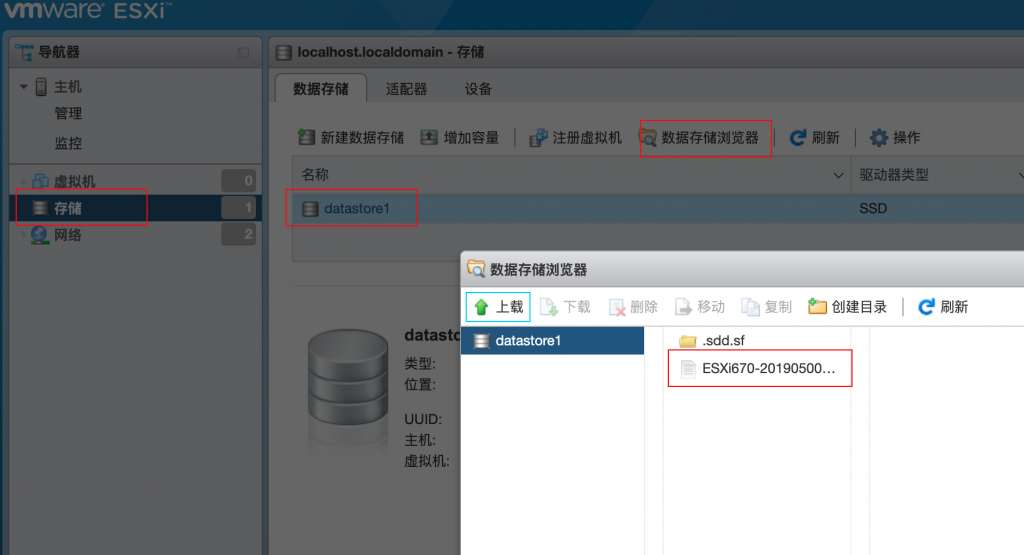 vmware ESXi™
导航器
主机
管理
监控
虚拟机 0
存储 1
网络 2
localhost.localdomain - 存储
数据存储 适配器 设备
新建数据存储 增加容量 注册虚拟机 数据存储浏览器 刷新 操作
名称 驱动器类型
datastore1 SSD
datasto
类型:
位置:
UUID:
主机:
虚拟机:
数据存储浏览器
上载 下载 删除 移动 复制 创建目录 刷新
datastore1
.sdd.sf
ESXi670-20190500...